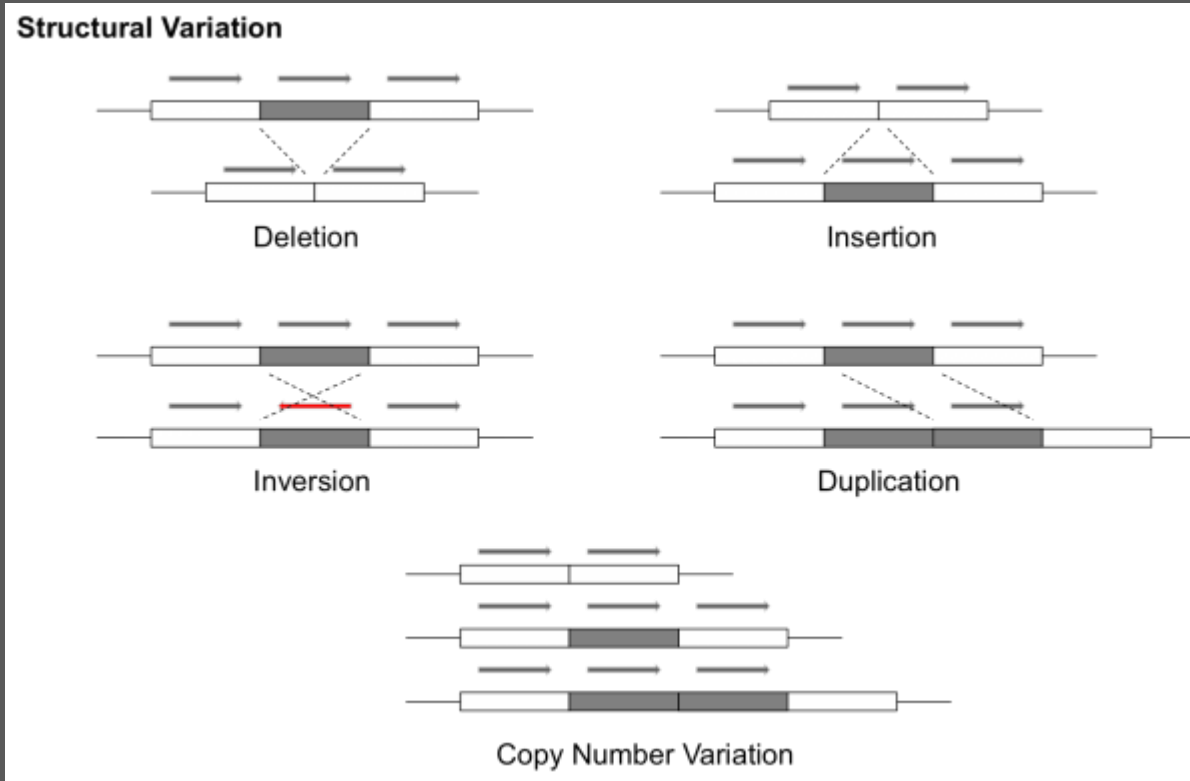 Structural Variation
Deletion
Insertion
Inversion
Duplication
Copy Number Variation